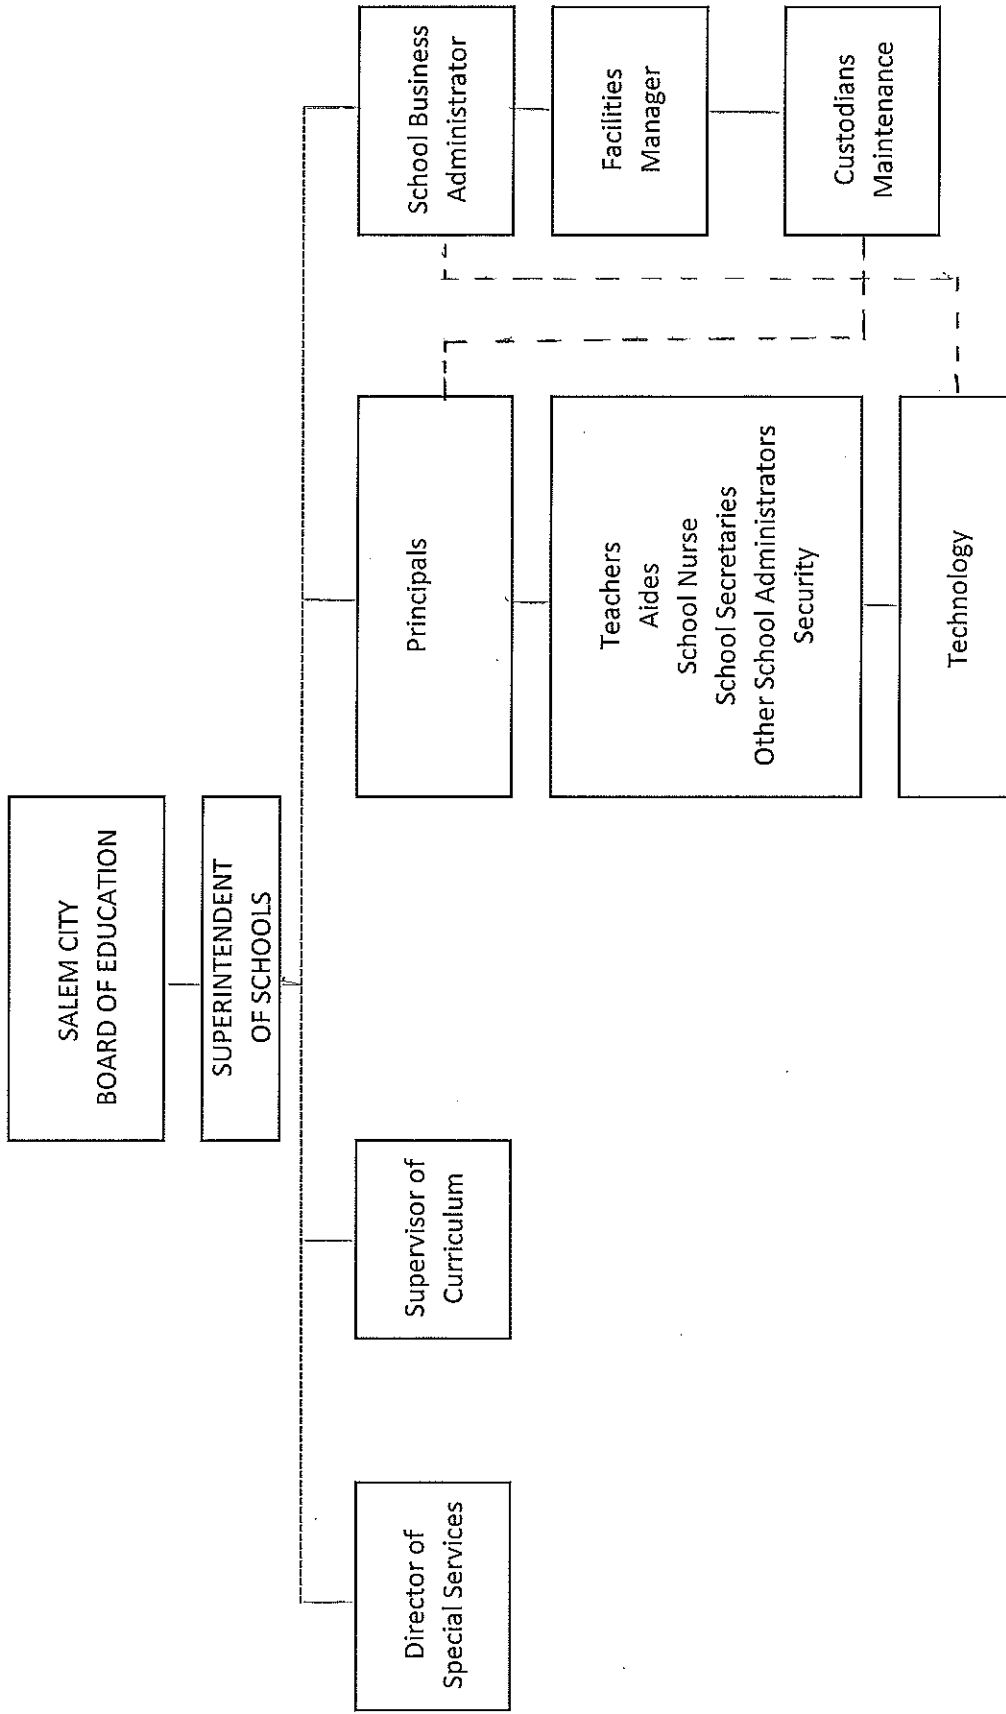 SALEM CITY
BOARD OF EDUCATION
SUPERINTENDENT
OF SCHOOLS
Director of
Special Services
Supervisor of
Curriculum
Principals
School Business
Administrator
Teachers
Aides
School Nurse
School Secretaries
Other School Administrators
Security
Facilities
Manager
Technology
Custodians
Maintenance